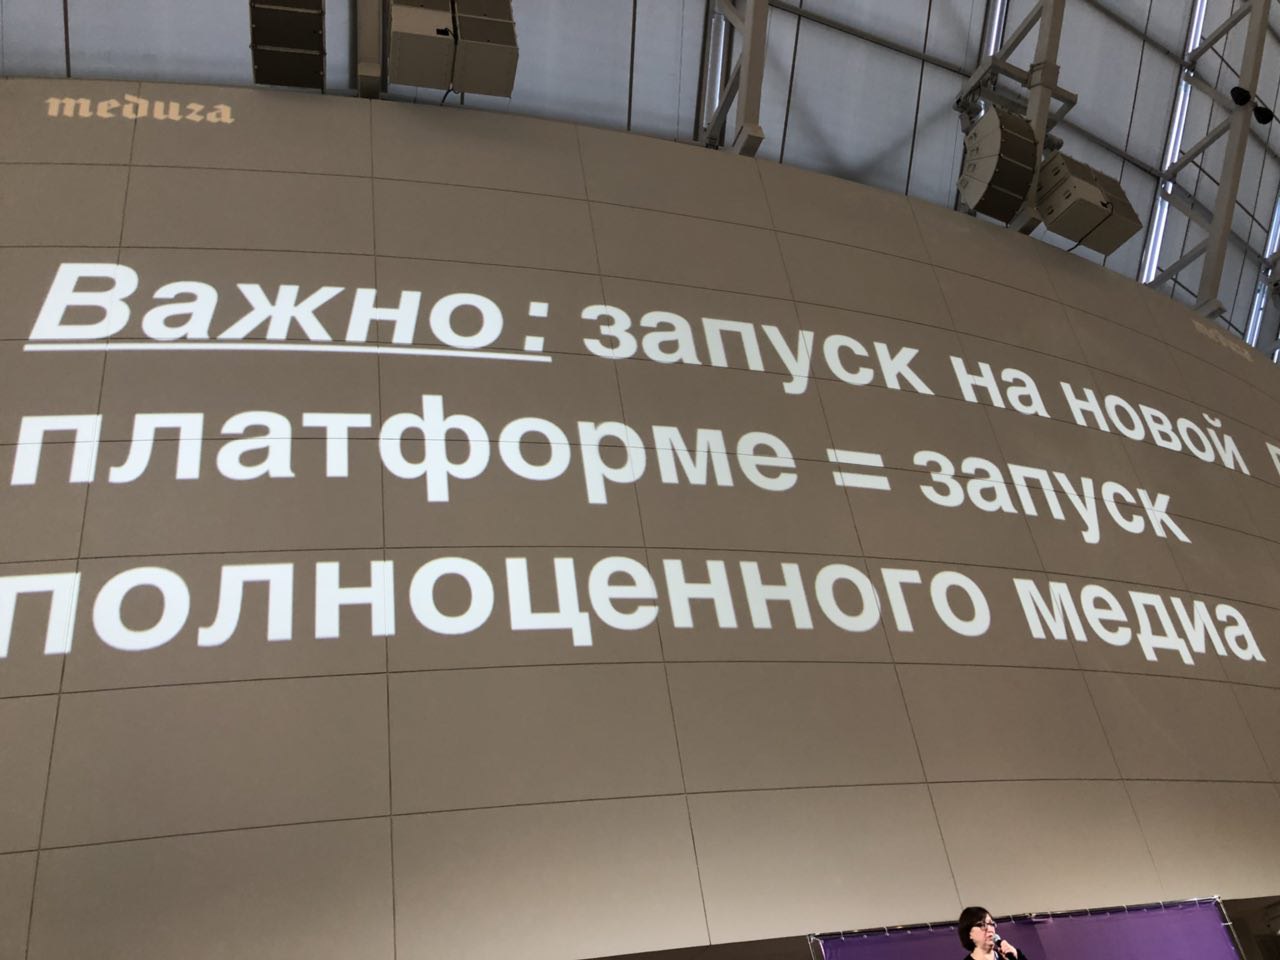 meduza
Важно: запуск на новой
платформе = запуск
полноценного медиа